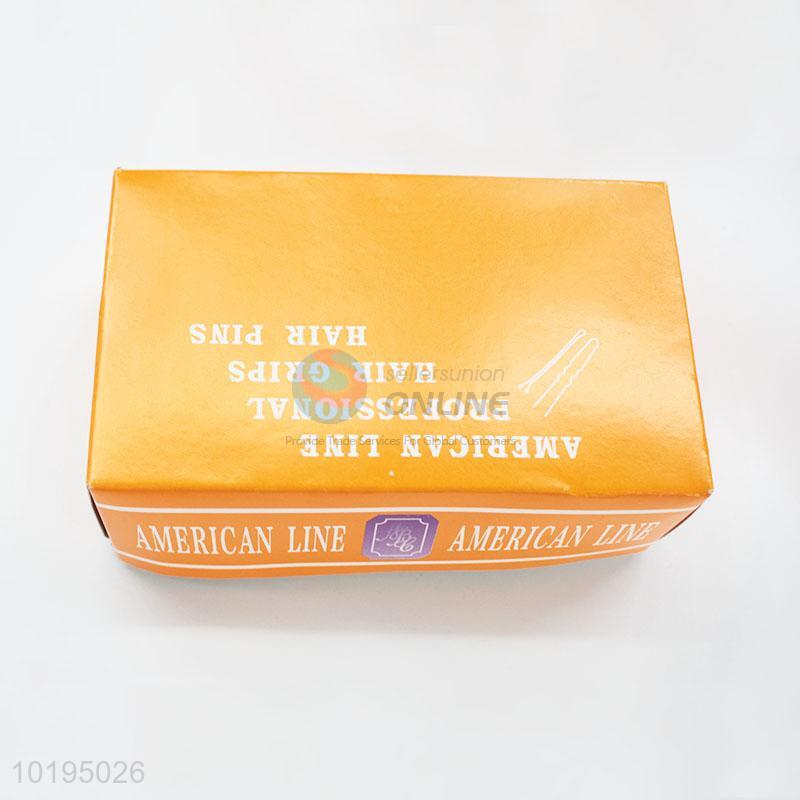 AMERICAN LINE
PROFESSIONAL
HAIR GRIPS
HAIR PINS
sellersunion
ONLINE
Provide Trade Services For Global Customers
AMERICAN LINE AMERICAN LINE
10195026